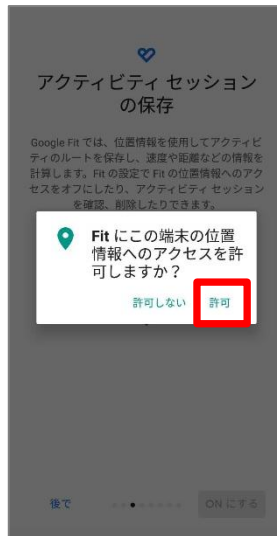 アクティビティ セッション
の保存
Google Fit では、位置情報を使用してアクティビ
ティのルートを保存し、速度や距離などの情報を
計算します。Fit の設定で Fit の位置情報へのアク
セスをオフにしたり、アクティビティ セッション
を確認、削除したりできます。
Fit にこの端末の位置
情報へのアクセスを許
可しますか？
許可しない 許可
後で ON にする